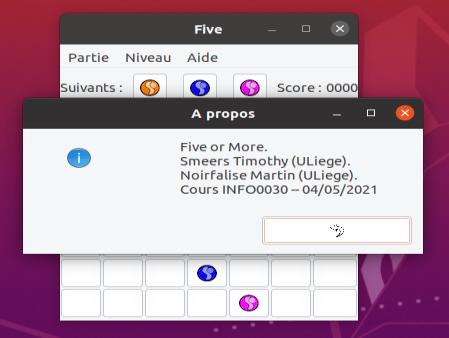 Five
Partie Niveau Aide
Suivants : Score : 0000
A propos
Five or More.
Smeers Timothy (ULiege).
Noirfalise Martin (ULiege).
Cours INFO0030 -- 04/05/2021